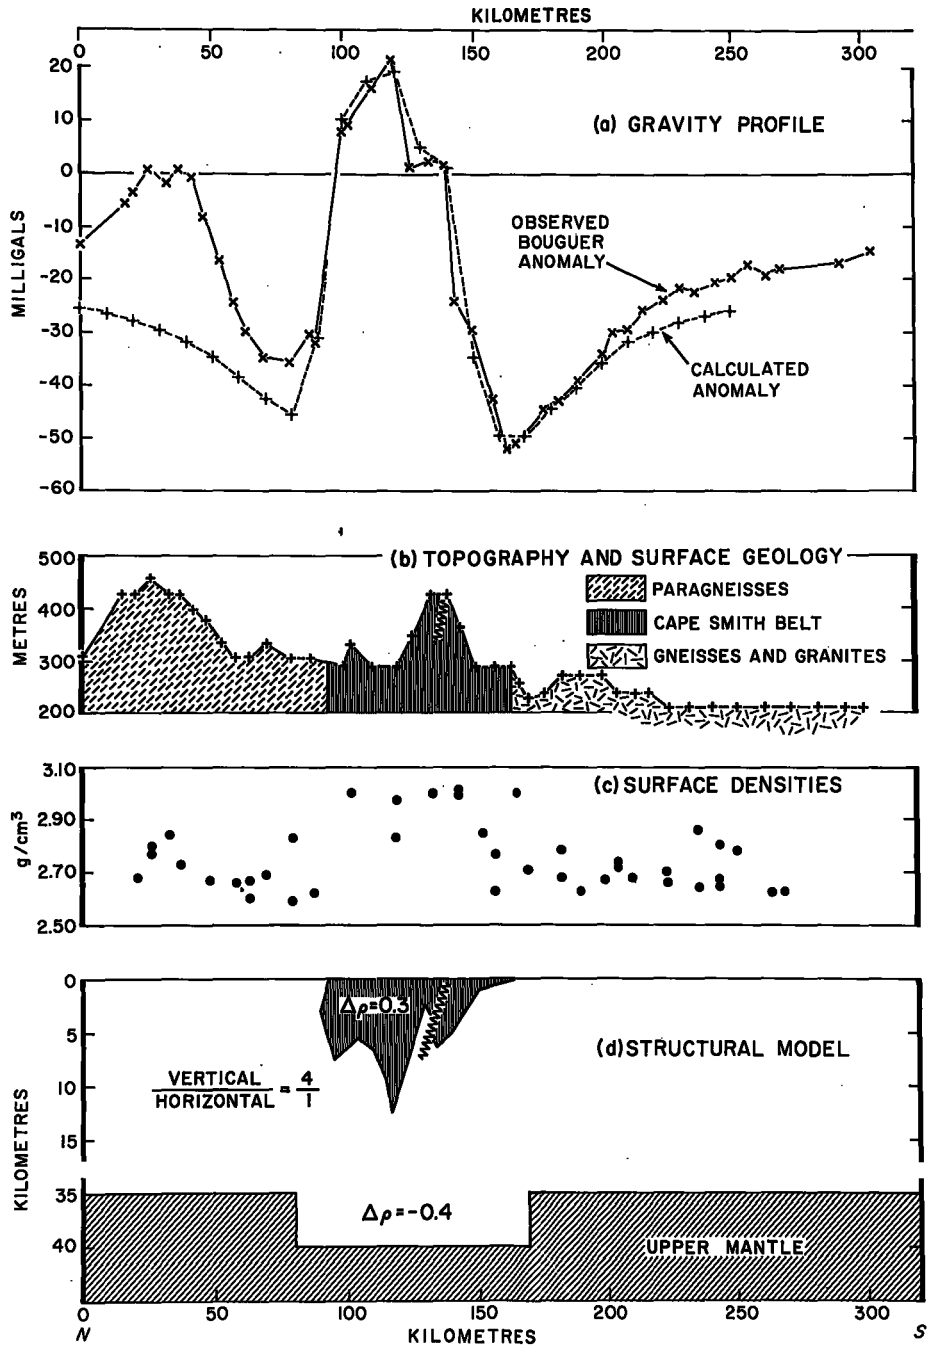 KILOMETRES
0 50 100 150 200 250 300
20
10
0
-10
-20
-30
-40
-50
-60
MILLIGALS
(a) GRAVITY PROFILE
OBSERVED
BOUGUER
ANOMALY
CALCULATED
ANOMALY
500
400
300
200
METRES
(b) TOPOGRAPHY AND SURFACE GEOLOGY
PARAGNEISSES
CAPE SMITH BELT
GNEISSES AND GRANITES
3.10
2.90
2.70
2.50
g/cm³
(c) SURFACE DENSITIES
0
5
10
15
35
40
KILOMETRES
Δρ=0.3
(d) STRUCTURAL MODEL
VERTICAL
HORIZONTAL = 4/1
Δρ=-0.4
UPPER MANTLE
0 50 100 150 200 250 300
N KILOMETRES S